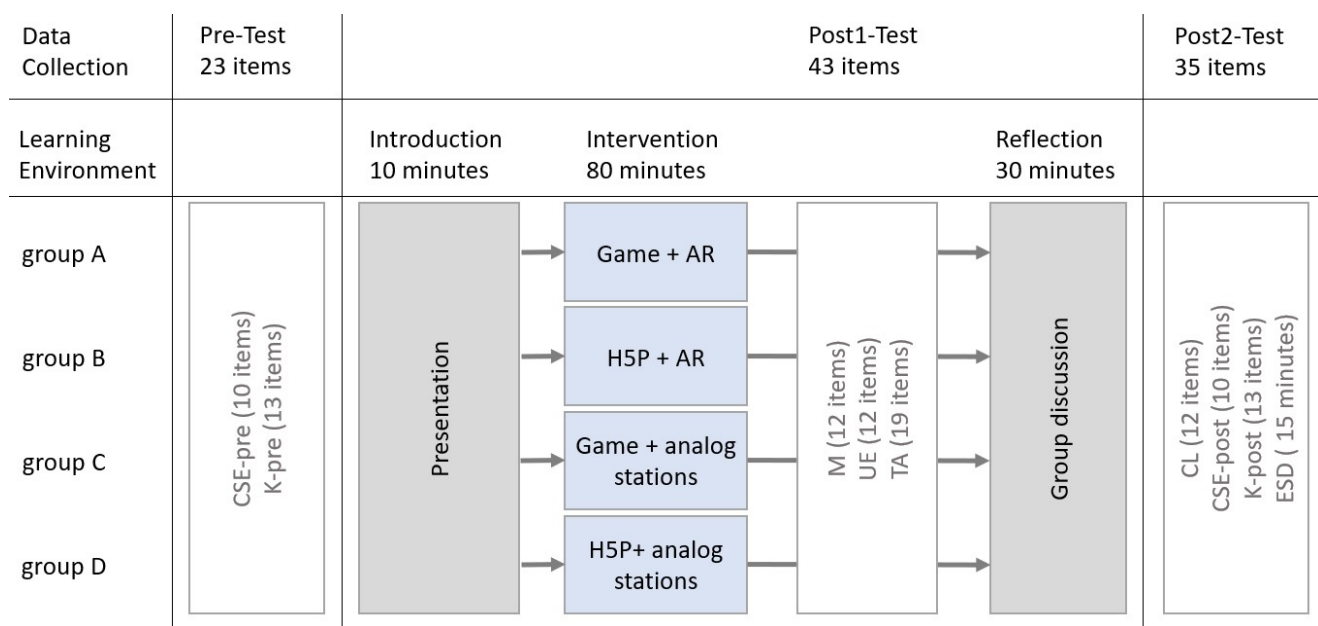 Data
Collection
Pre-Test
23 items
Post1-Test
43 items
Post2-Test
35 items
Learning
Environment
Introduction
10 minutes
Intervention
80 minutes
Reflection
30 minutes
group A
group B
group C
group D
CSE-pre (10 items)
K-pre (13 items)
Presentation
Game + AR
H5P + AR
Game + analog
stations
H5P+ analog
stations
M (12 items)
UE (12 items)
TA (19 items)
Group discussion
CL (12 items)
CSE-post (10 items)
K-post (13 items)
ESD ( 15 minutes)